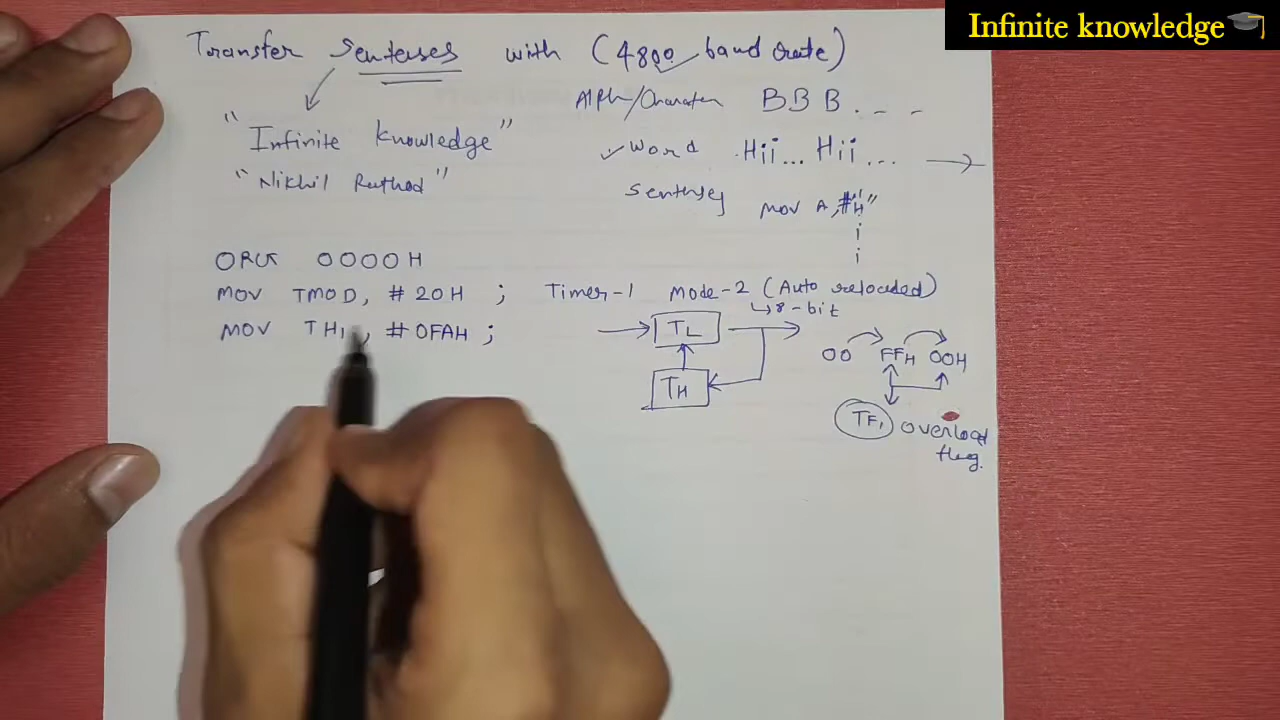 Infinite knowledge
Transfer Sentenses with (4800 baud rate)
Alph/Character BBB. - -
"Infinite Knowledge"
word Hii... Hii...
"Nikhil Rathod"
Sentenses MOV A,#"H"
i
i
ORG 0000H
MOV TMOD, #20H ; Timer-1 Mode-2 (Auto reloaded)
8-bit
MOV TH1, #0FAH ;
TL
00 FFH 00H
TH
TF1 overload
flag.